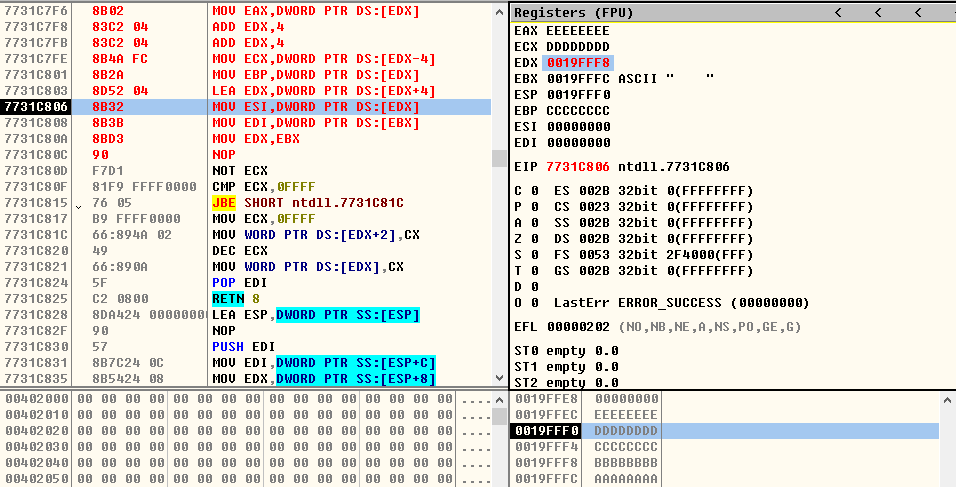 7731C7F6 8B02 MOV EAX,DWORD PTR DS:[EDX]
7731C7F8 83C2 04 ADD EDX,4
7731C7FB 83C2 04 ADD EDX,4
7731C7FE 8B4A FC MOV ECX,DWORD PTR DS:[EDX-4]
7731C801 8B2A MOV EBP,DWORD PTR DS:[EDX]
7731C803 8D52 04 LEA EDX,DWORD PTR DS:[EDX+4]
7731C806 8B32 MOV ESI,DWORD PTR DS:[EDX]
7731C808 8B3B MOV EDI,DWORD PTR DS:[EBX]
7731C80A 8BD3 MOV EDX,EBX
7731C80C 90 NOP
7731C80D F7D1 NOT ECX
7731C80F 81F9 FFFF0000 CMP ECX,0FFFF
7731C815 76 05 JBE SHORT ntdll.7731C81C
7731C817 B9 FFFF0000 MOV ECX,0FFFF
7731C81C 66:894A 02 MOV WORD PTR DS:[EDX+2],CX
7731C820 49 DEC ECX
7731C821 66:890A MOV WORD PTR DS:[EDX],CX
7731C824 5F POP EDI
7731C825 C2 0800 RETN 8
7731C828 8DA424 00000000 LEA ESP,DWORD PTR SS:[ESP]
7731C82F 90 NOP
7731C830 57 PUSH EDI
7731C831 8B7C24 0C MOV EDI,DWORD PTR SS:[ESP+C]
7731C835 8B5424 08 MOV EDX,DWORD PTR SS:[ESP+8]
Registers (FPU) < < <
EAX EEEEEEEE
ECX DDDDDDDD
EDX 0019FFF8
EBX 0019FFFC ASCII "    "
ESP 0019FFF0
EBP CCCCCCCC
ESI 00000000
EDI 00000000
EIP 7731C806 ntdll.7731C806
C 0 ES 002B 32bit 0(FFFFFFFF)
P 0 CS 0023 32bit 0(FFFFFFFF)
A 0 SS 002B 32bit 0(FFFFFFFF)
Z 0 DS 002B 32bit 0(FFFFFFFF)
S 0 FS 0053 32bit 2F4000(FFF)
T 0 GS 002B 32bit 0(FFFFFFFF)
D 0
O 0 LastErr ERROR_SUCCESS (00000000)
EFL 00000202 (NO,NB,NE,A,NS,PO,GE,G)
ST0 empty 0.0
ST1 empty 0.0
ST2 empty 0.0
00402000 00 00 00 00 00 00 00 00 00 00 00 00 00 00 00 00 ....
00402010 00 00 00 00 00 00 00 00 00 00 00 00 00 00 00 00 ....
00402020 00 00 00 00 00 00 00 00 00 00 00 00 00 00 00 00 ....
00402030 00 00 00 00 00 00 00 00 00 00 00 00 00 00 00 00 ....
00402040 00 00 00 00 00 00 00 00 00 00 00 00 00 00 00 00 ....
00402050 00 00 00 00 00 00 00 00 00 00 00 00 00 00 00 00 ....
0019FFE8 00000000
0019FFEC EEEEEEEE
0019FFF0 DDDDDDDD
0019FFF4 CCCCCCCC
0019FFF8 BBBBBBBB
0019FFFC AAAAAAAA